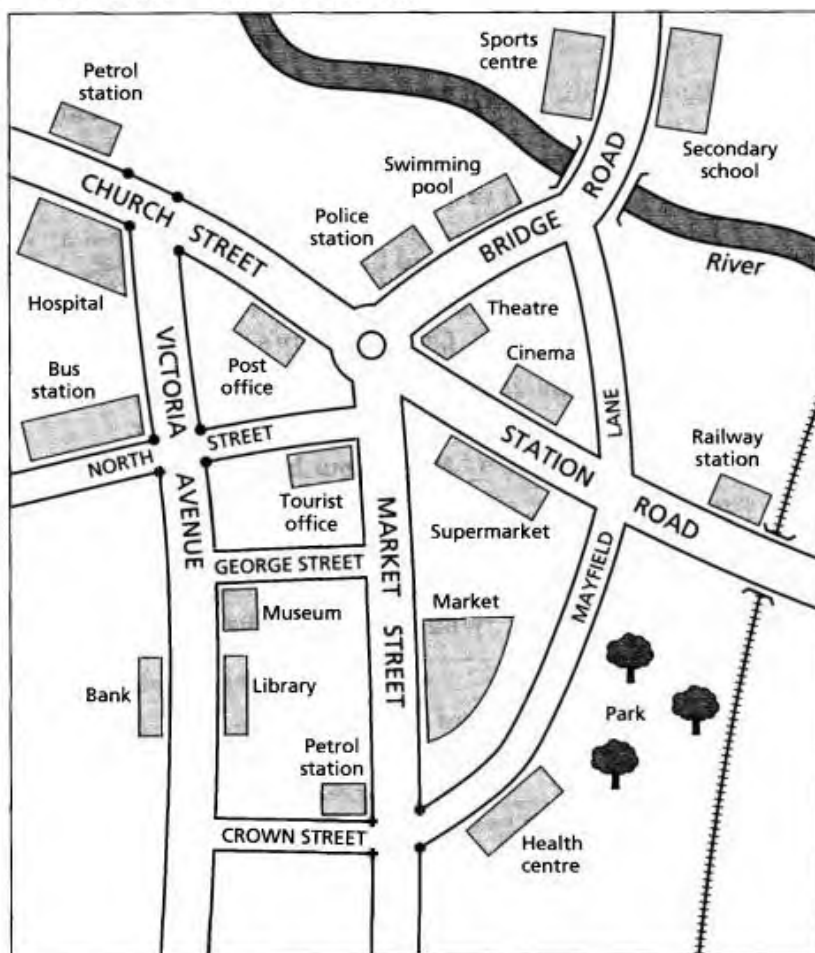 Sports
centre
Petrol
station
Secondary
school
CHURCH STREET
Swimming
pool
BRIDGE ROAD
Police
station
River
Hospital
Theatre
Cinema
VICTORIA AVENUE
Post
office
Bus
station
NORTH STREET
STATION ROAD
MAYFIELD LANE
Railway
station
Tourist
office
Supermarket
MARKET STREET
GEORGE STREET
Museum
Market
Bank
Library
Park
Petrol
station
CROWN STREET
Health
centre